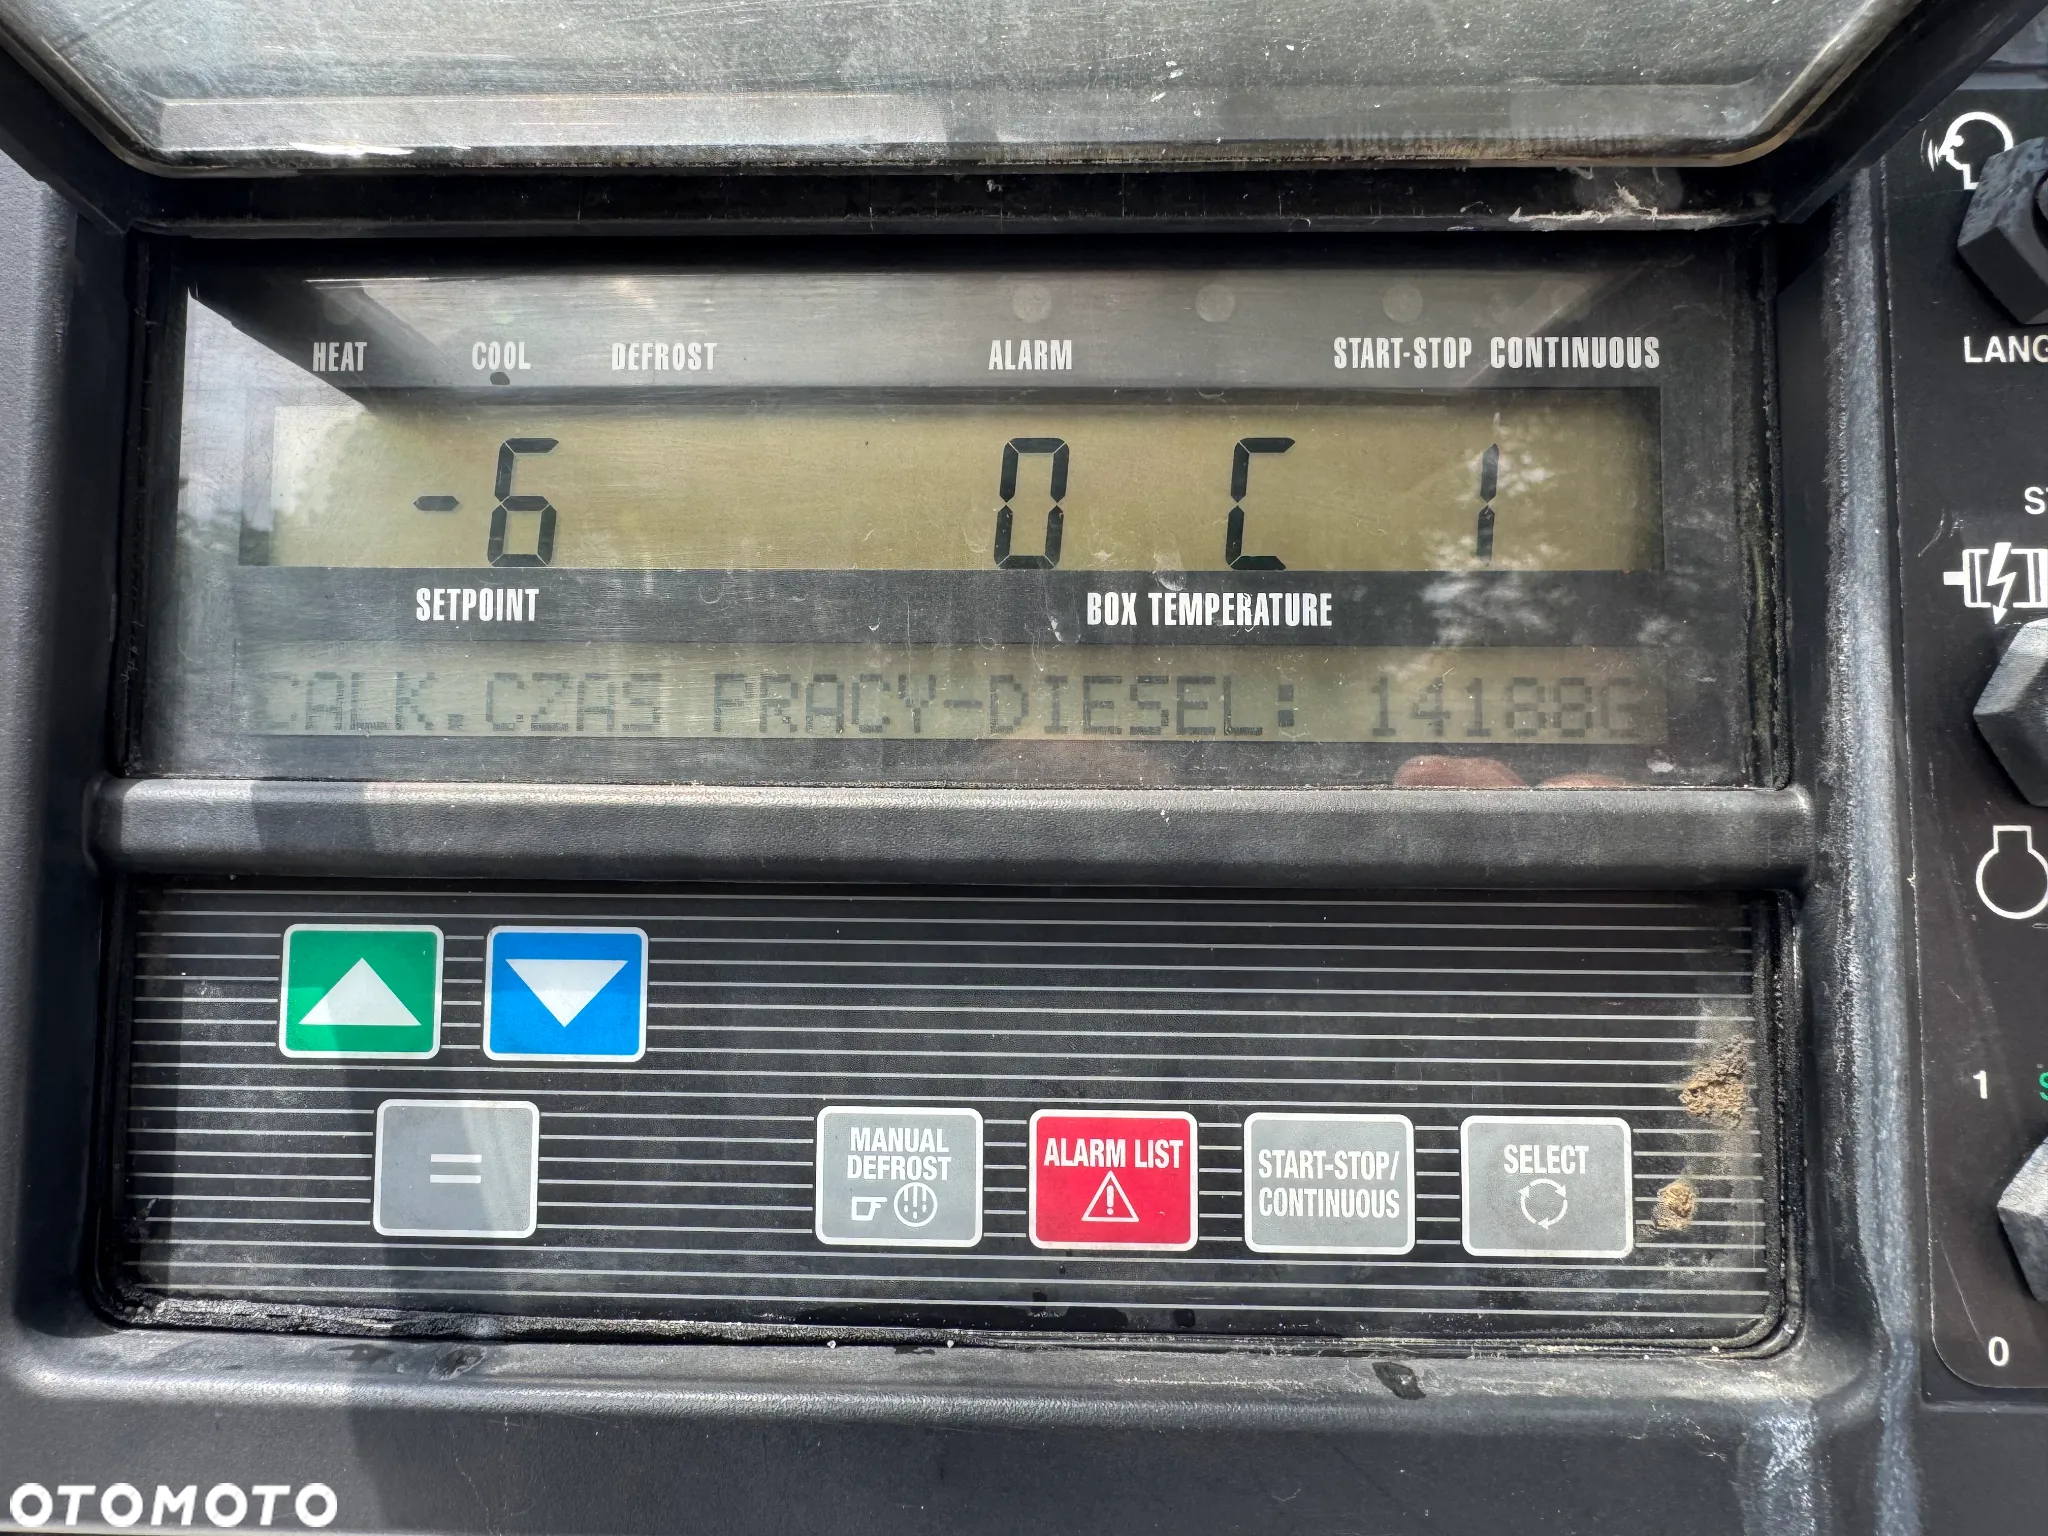 HEAT COOL DEFROST ALARM START-STOP CONTINUOUS
-6 0 C 1
SETPOINT BOX TEMPERATURE
CALK.CZAS PRACY-DIESEL: 14188G
MANUAL DEFROST
ALARM LIST
START-STOP/ CONTINUOUS
SELECT
=
LANG
1
0
OTOMOTO